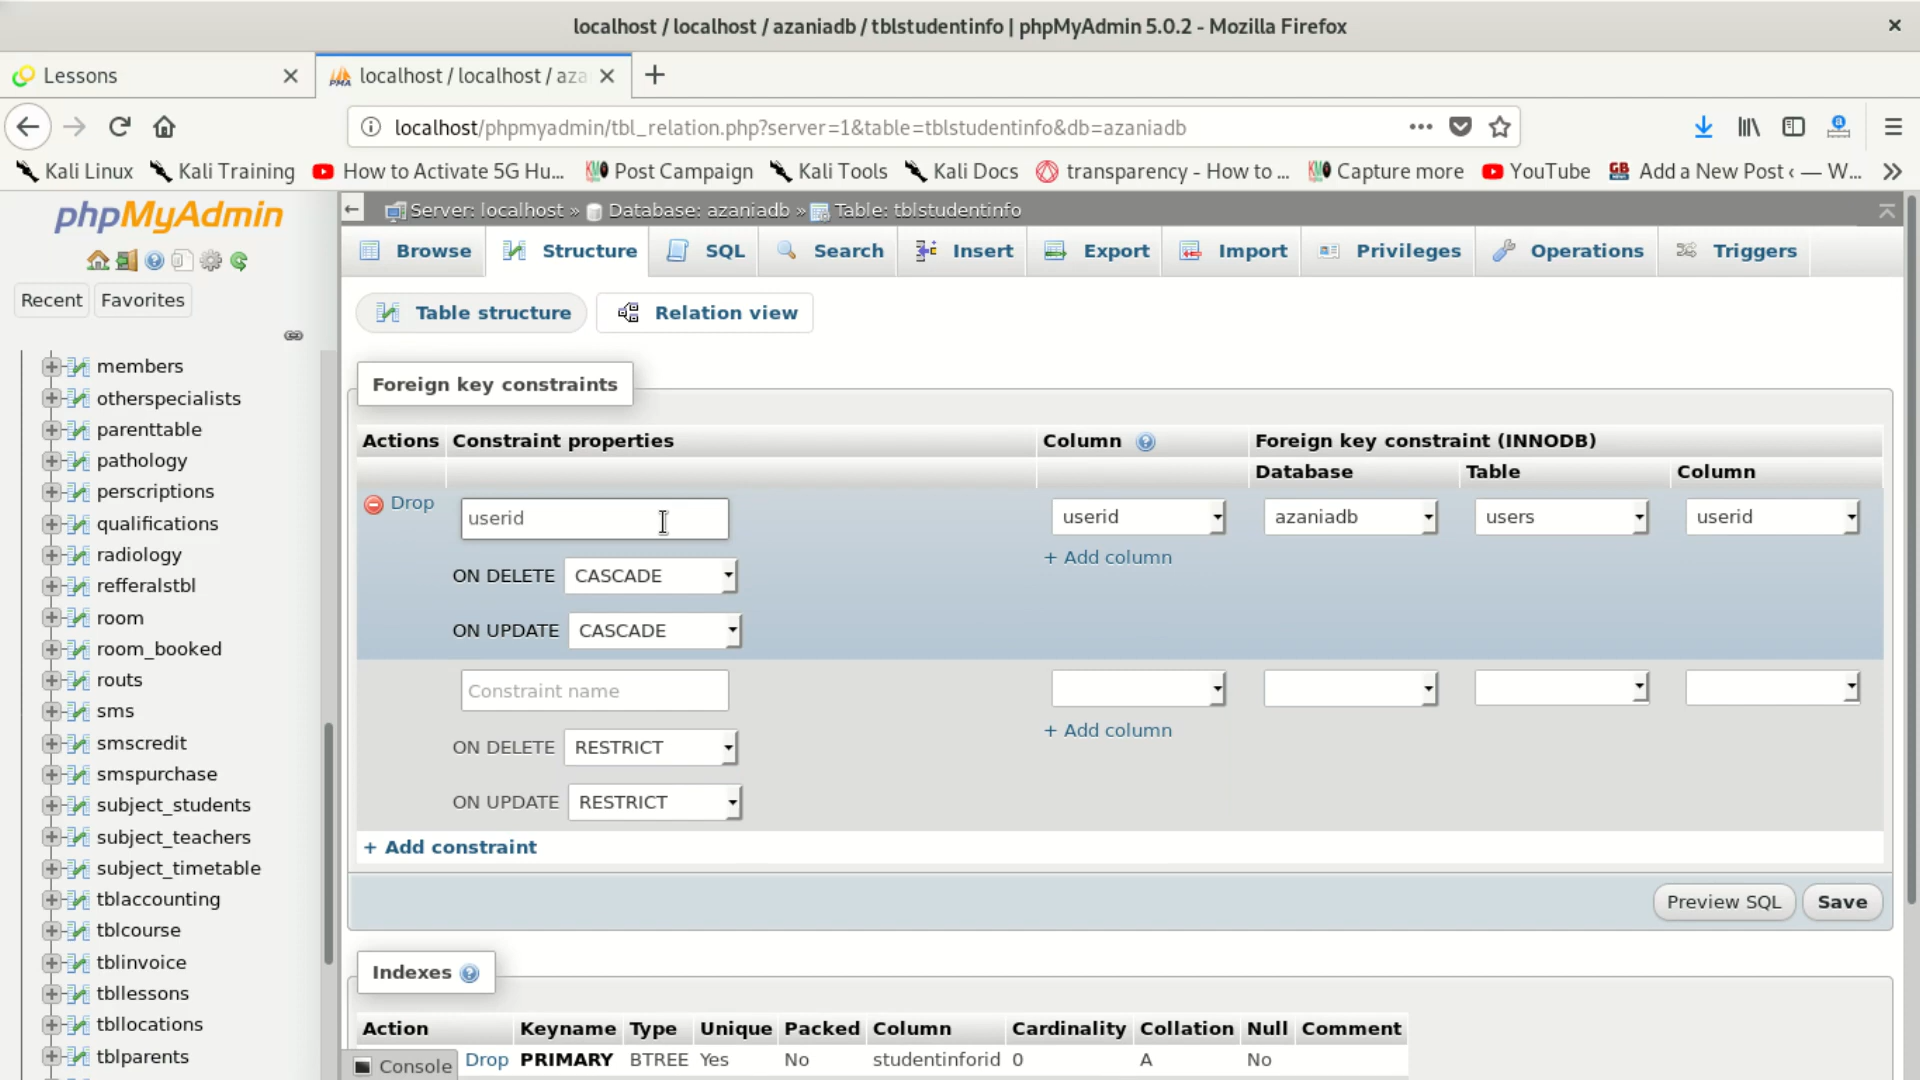 localhost / localhost / azaniadb / tblstudentinfo | phpMyAdmin 5.0.2 - Mozilla Firefox
Lessons
localhost / localhost / aza
localhost/phpmyadmin/tbl_relation.php?server=1&table=tblstudentinfo&db=azaniadb
Kali Linux
Kali Training
How to Activate 5G Hu...
Post Campaign
Kali Tools
Kali Docs
transparency - How to ...
Capture more
YouTube
Add a New Post ‹ — W...
phpMyAdmin
Recent
Favorites
members
otherspecialists
parenttable
pathology
perscriptions
qualifications
radiology
refferalstbl
room
room_booked
routs
sms
smscredit
smspurchase
subject_students
subject_teachers
subject_timetable
tblaccounting
tblcourse
tblinvoice
tbllessons
tbllocations
tblparents
Server: localhost » Database: azaniadb » Table: tblstudentinfo
Browse
Structure
SQL
Search
Insert
Export
Import
Privileges
Operations
Triggers
Table structure
Relation view
Foreign key constraints
Actions
Constraint properties
Column
Foreign key constraint (INNODB)
Database
Table
Column
Drop
userid
userid
azaniadb
users
userid
+ Add column
ON DELETE
CASCADE
ON UPDATE
CASCADE
Constraint name
+ Add column
ON DELETE
RESTRICT
ON UPDATE
RESTRICT
+ Add constraint
Preview SQL
Save
Indexes
Action
Keyname
Type
Unique
Packed
Column
Cardinality
Collation
Null
Comment
Console
Drop
PRIMARY
BTREE
Yes
No
studentinforid
0
A
No